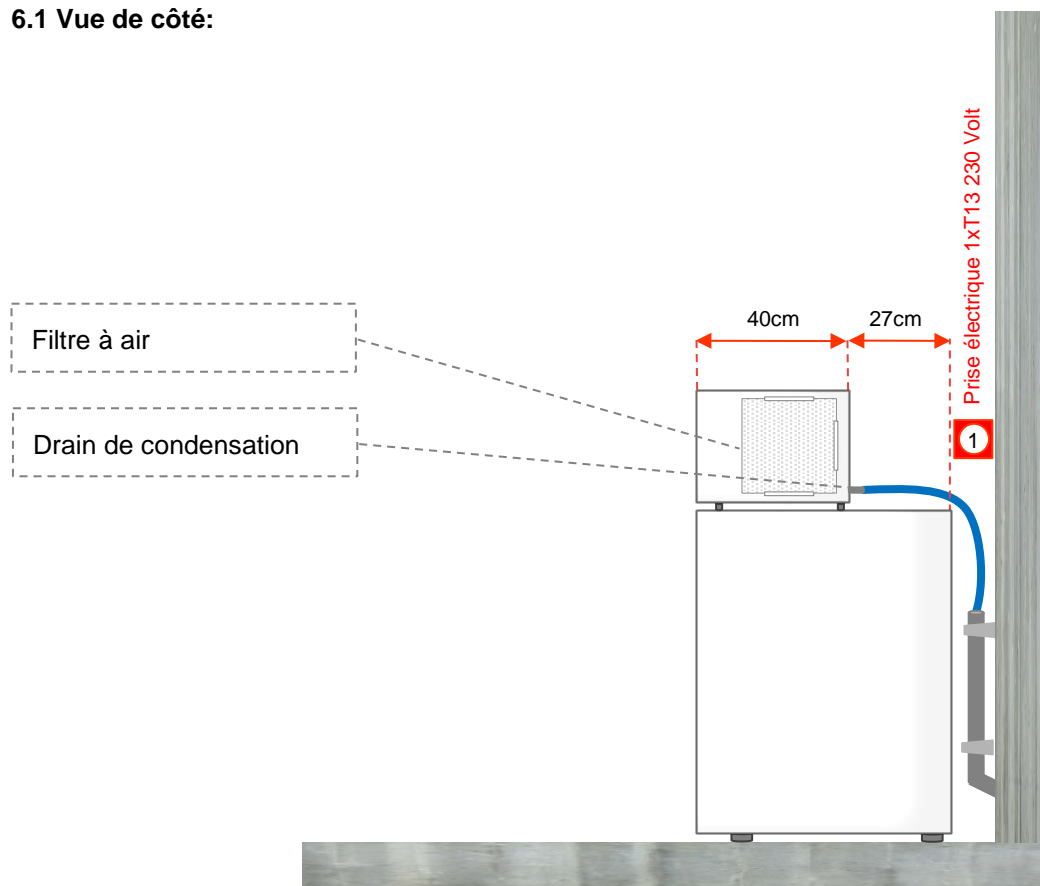 6.1 Vue de côté:
Prise électrique 1xT13 230 Volt
40cm
27cm
Filtre à air
1
Drain de condensation